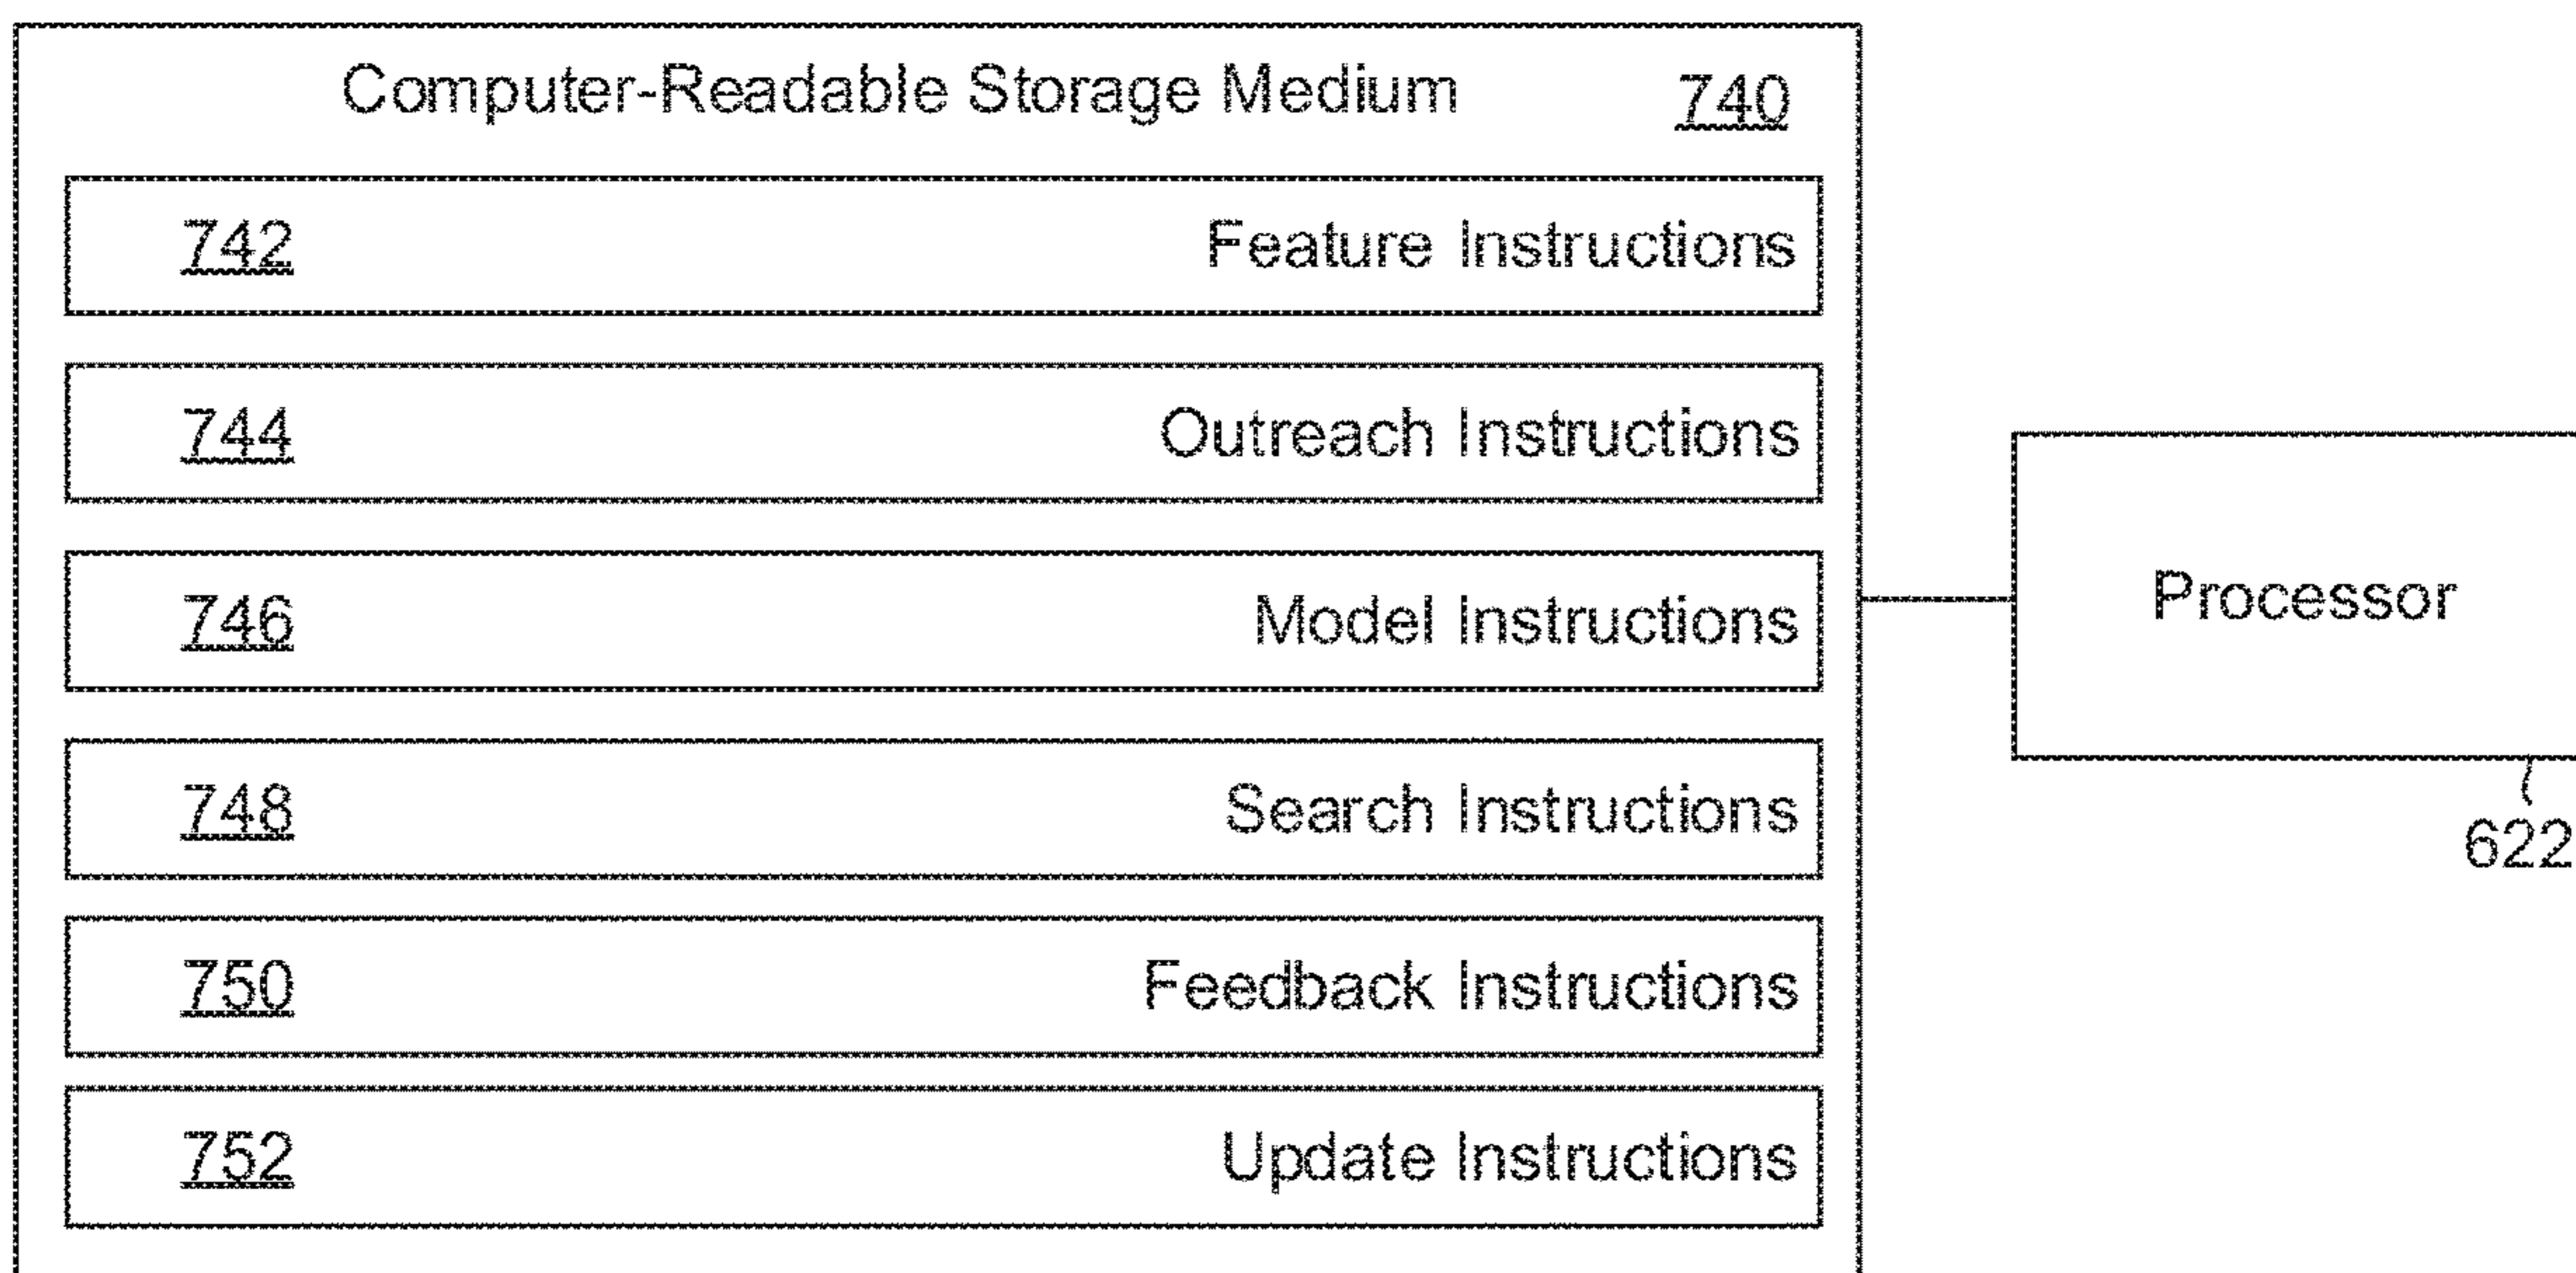 Computer-Readable Storage Medium 740
742 Feature Instructions
744 Outreach Instructions
746 Model Instructions
748 Search Instructions
750 Feedback Instructions
752 Update Instructions
Processor
622